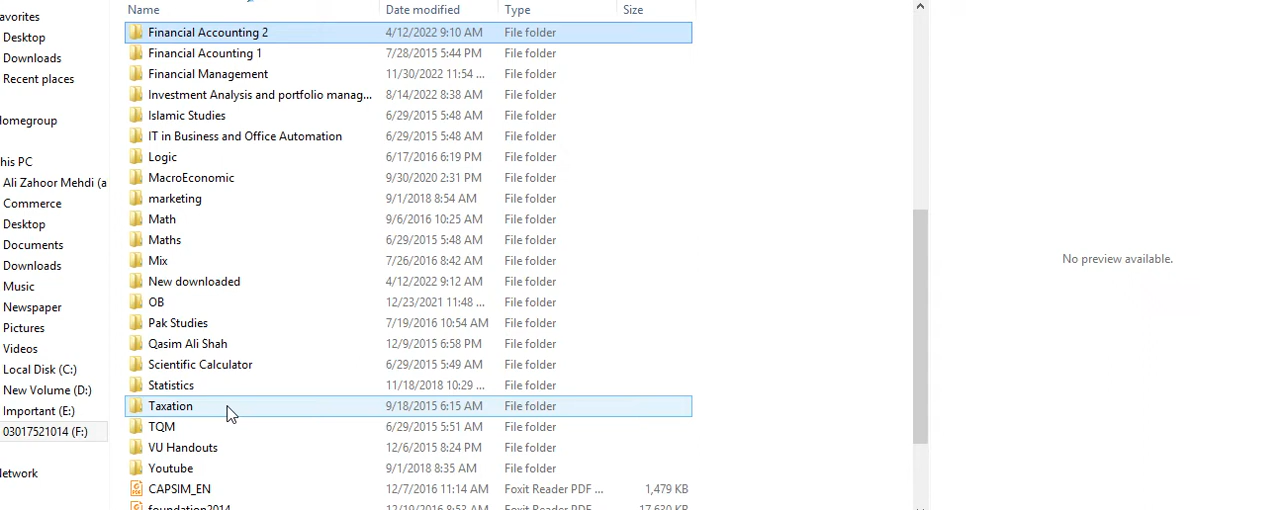 Name Date modified Type Size
avorites
Desktop
Downloads
Recent places
omegroup
his PC
Ali Zahoor Mehdi (a
Commerce
Desktop
Documents
Downloads
Music
Newspaper
Pictures
Videos
Local Disk (C:)
New Volume (D:)
Important (E:)
03017521014 (F:)
etwork
Financial Accounting 2 4/12/2022 9:10 AM File folder
Financial Acounting 1 7/28/2015 5:44 PM File folder
Financial Management 11/30/2022 11:54 ... File folder
Investment Analysis and portfolio manag... 8/14/2022 8:38 AM File folder
Islamic Studies 6/29/2015 5:48 AM File folder
IT in Business and Office Automation 6/29/2015 5:48 AM File folder
Logic 6/17/2016 6:19 PM File folder
MacroEconomic 9/30/2020 2:31 PM File folder
marketing 9/1/2018 8:54 AM File folder
Math 9/6/2016 10:25 AM File folder
Maths 6/29/2015 5:48 AM File folder
Mix 7/26/2016 8:42 AM File folder
New downloaded 4/12/2022 9:12 AM File folder
OB 12/23/2021 11:48 ... File folder
Pak Studies 7/19/2016 10:54 AM File folder
Qasim Ali Shah 12/9/2015 6:58 PM File folder
Scientific Calculator 6/29/2015 5:49 AM File folder
Statistics 11/18/2018 10:29 ... File folder
Taxation 9/18/2015 6:15 AM File folder
TQM 6/29/2015 5:51 AM File folder
VU Handouts 12/6/2015 8:24 PM File folder
Youtube 9/1/2018 8:35 AM File folder
CAPSIM_EN 12/7/2016 11:14 AM Foxit Reader PDF ... 1,479 KB
foundation2014 12/19/2016 8:53 AM Foxit Reader PDF ... 17,630 KB
No preview available.